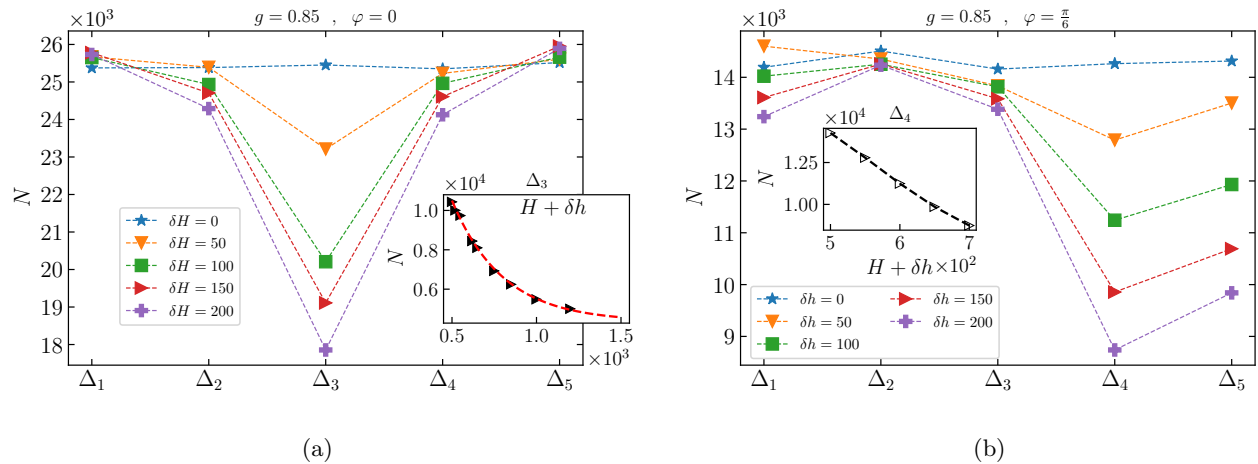 ×10³
g = 0.85 , φ = 0
26
25
24
23
22
21
20
19
18
N
δH = 0
δH = 50
δH = 100
δH = 150
δH = 200
Δ₁ Δ₂ Δ₃ Δ₄ Δ₅
×10⁴ Δ₃
H + δh
1.0
0.8
0.6
N
0.5 1.0 1.5
×10³
(a)
×10³
g = 0.85 , φ = π/6
14
13
12
11
10
9
8
N
×10⁴ Δ₄
1.25
1.00
N
5 6 7
H + δh×10²
δh = 0
δh = 50
δh = 100
δh = 150
δh = 200
Δ₁ Δ₂ Δ₃ Δ₄ Δ₅
(b)